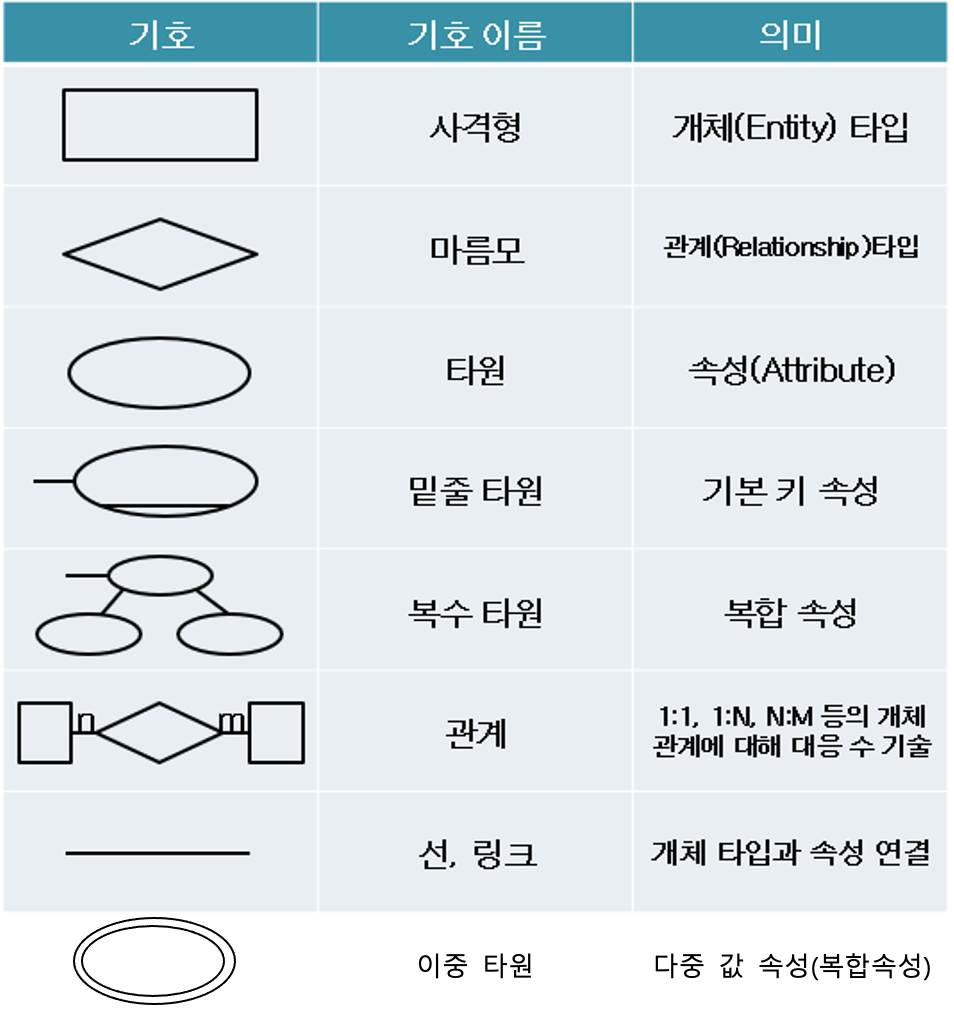 기호 기호 이름 의미
사격형 개체(Entity) 타입
마름모 관계(Relationship)타입
타원 속성(Attribute)
밑줄 타원 기본 키 속성
복수 타원 복합 속성
n m 관계 1:1, 1:N, N:M 등의 개체
관계에 대해 대응 수 기술
선, 링크 개체 타입과 속성 연결
이중 타원 다중 값 속성(복합속성)